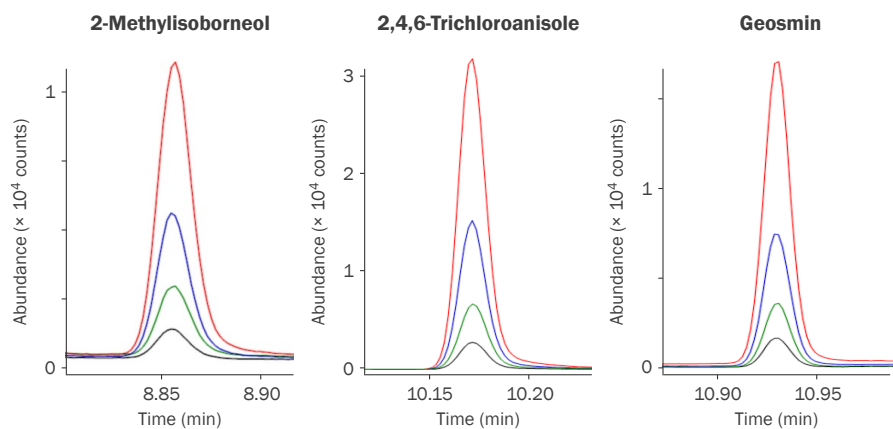 2-Methylisoborneol
Abundance (× 10⁴ counts)
1
0
8.85 8.90
Time (min)
2,4,6-Trichloroanisole
Abundance (× 10⁴ counts)
3
2
1
0
10.15 10.20
Time (min)
Geosmin
Abundance (× 10⁴ counts)
1
0
10.90 10.95
Time (min)